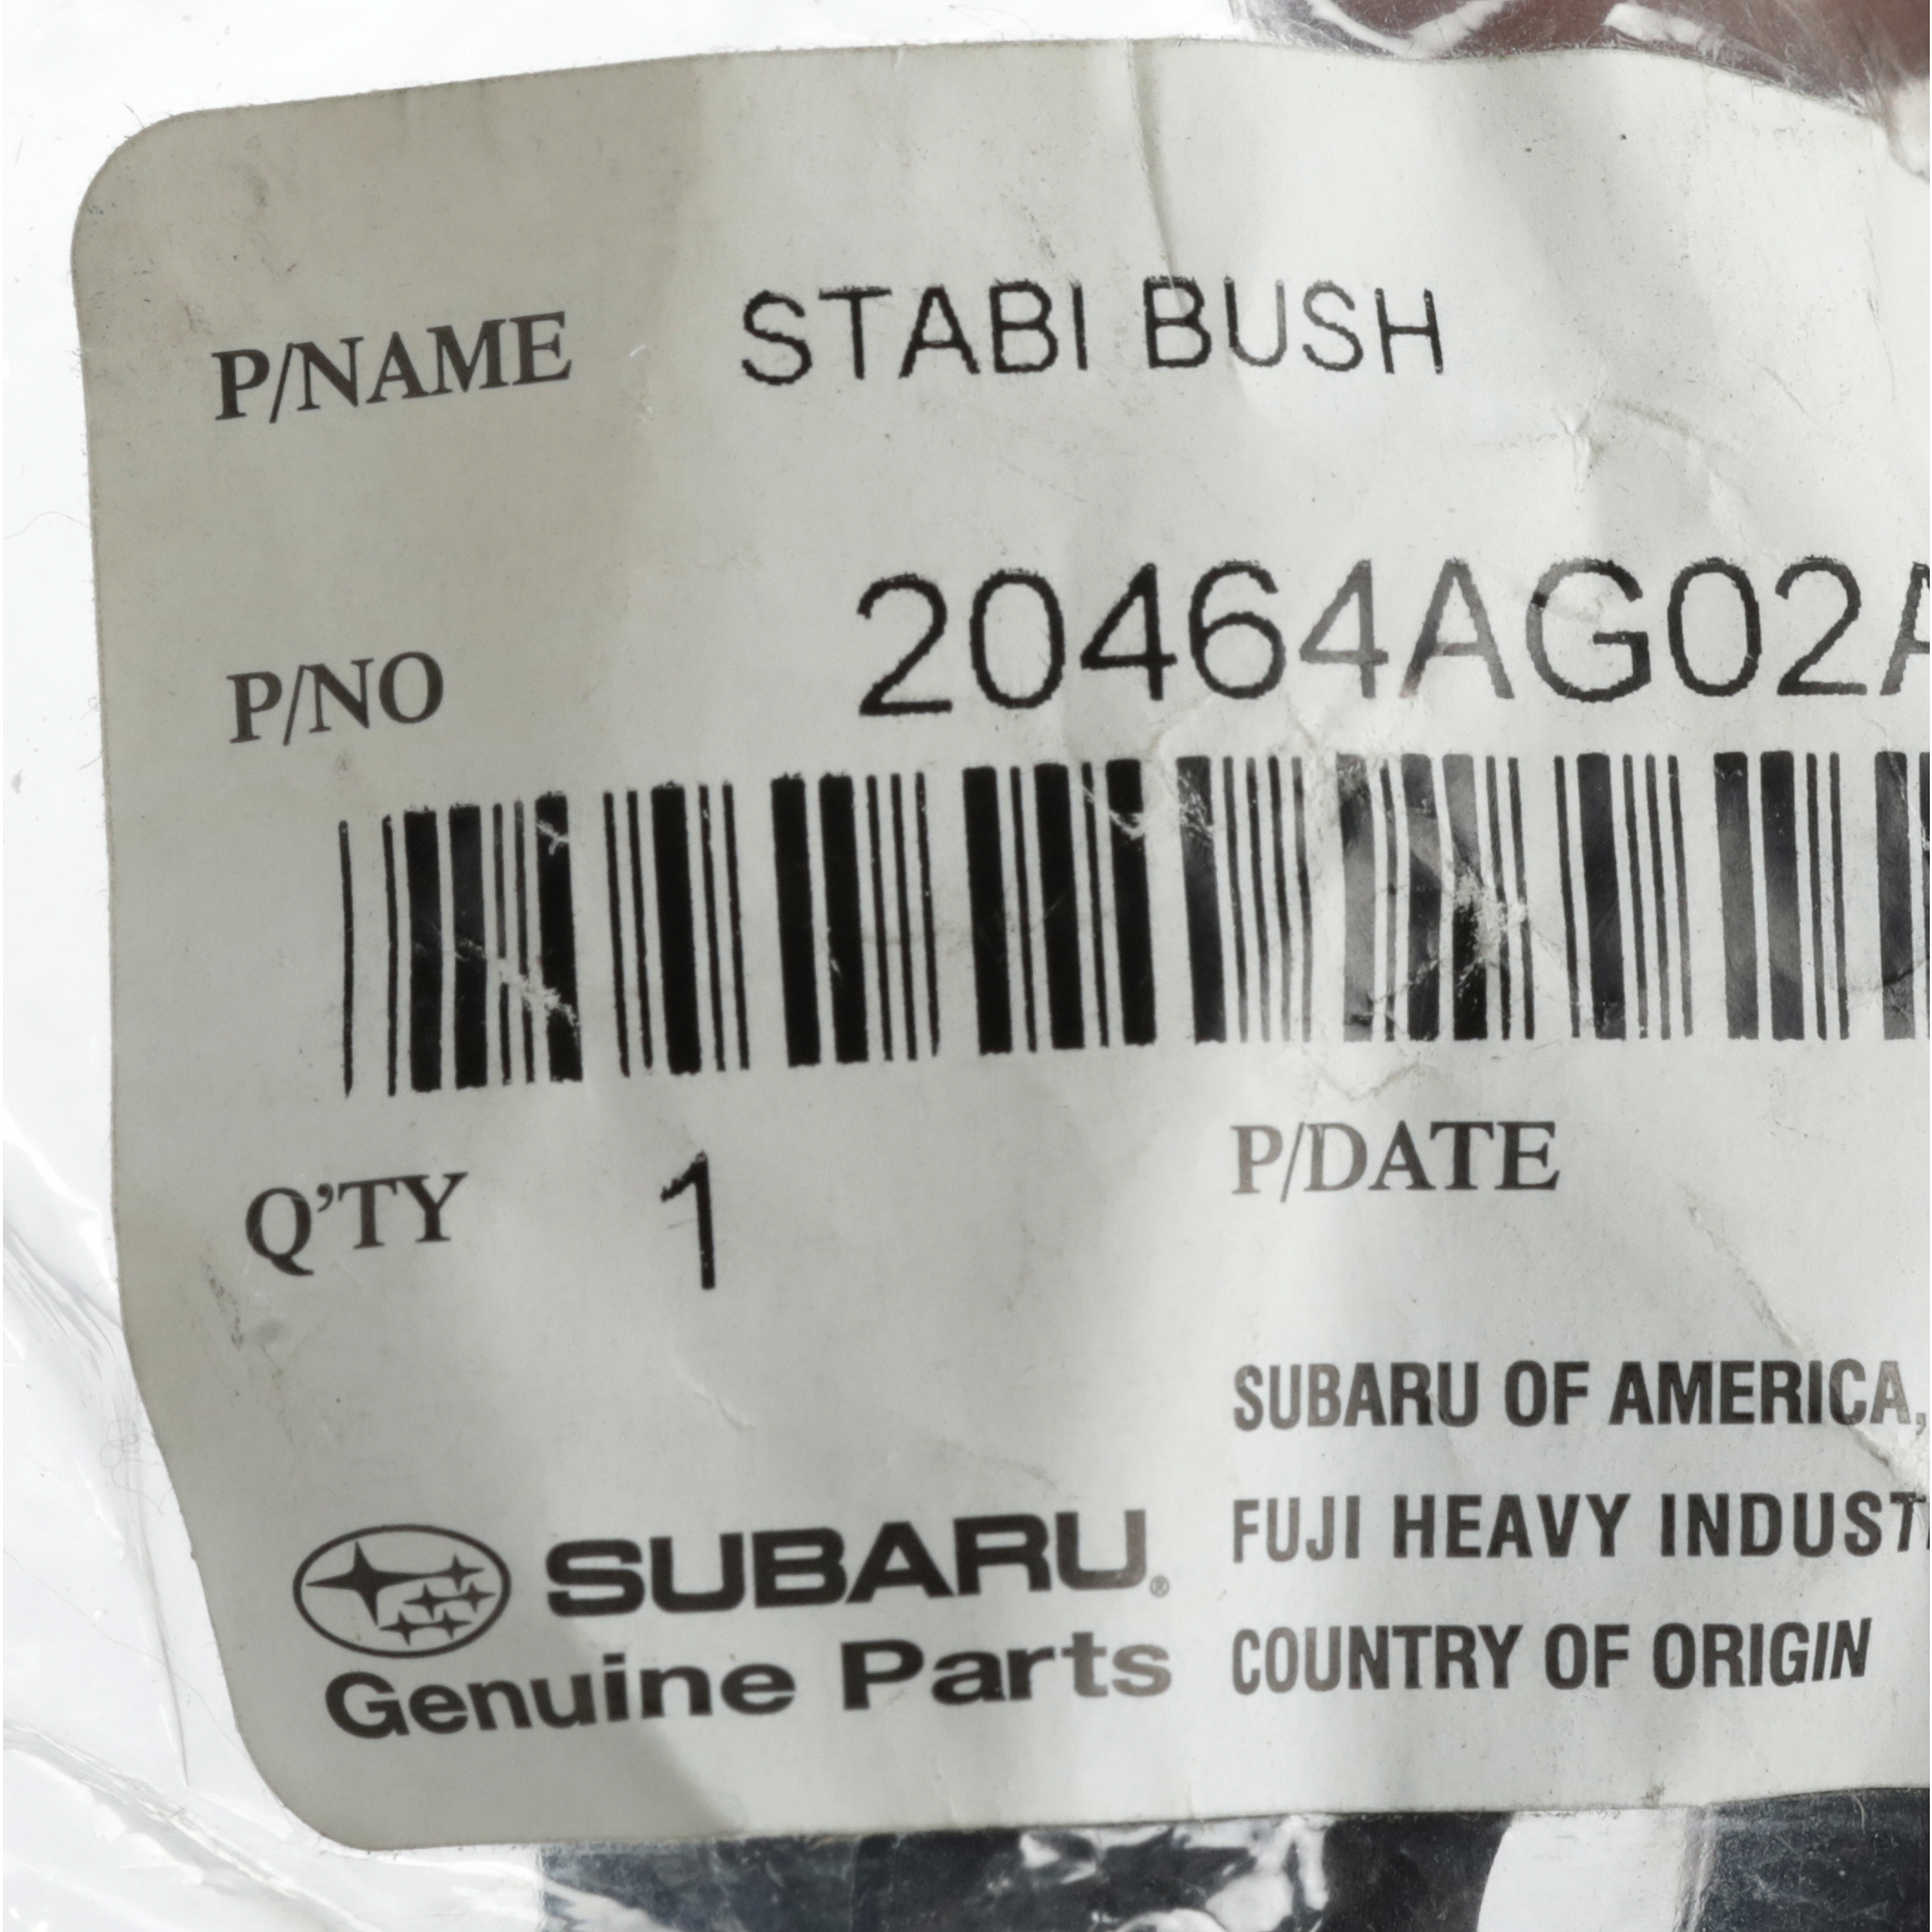 P/NAME STABI BUSH
P/NO 20464AG02A
Q'TY 1 P/DATE
SUBARU OF AMERICA,
FUJI HEAVY INDUST
COUNTRY OF ORIGIN
SUBARU®
Genuine Parts